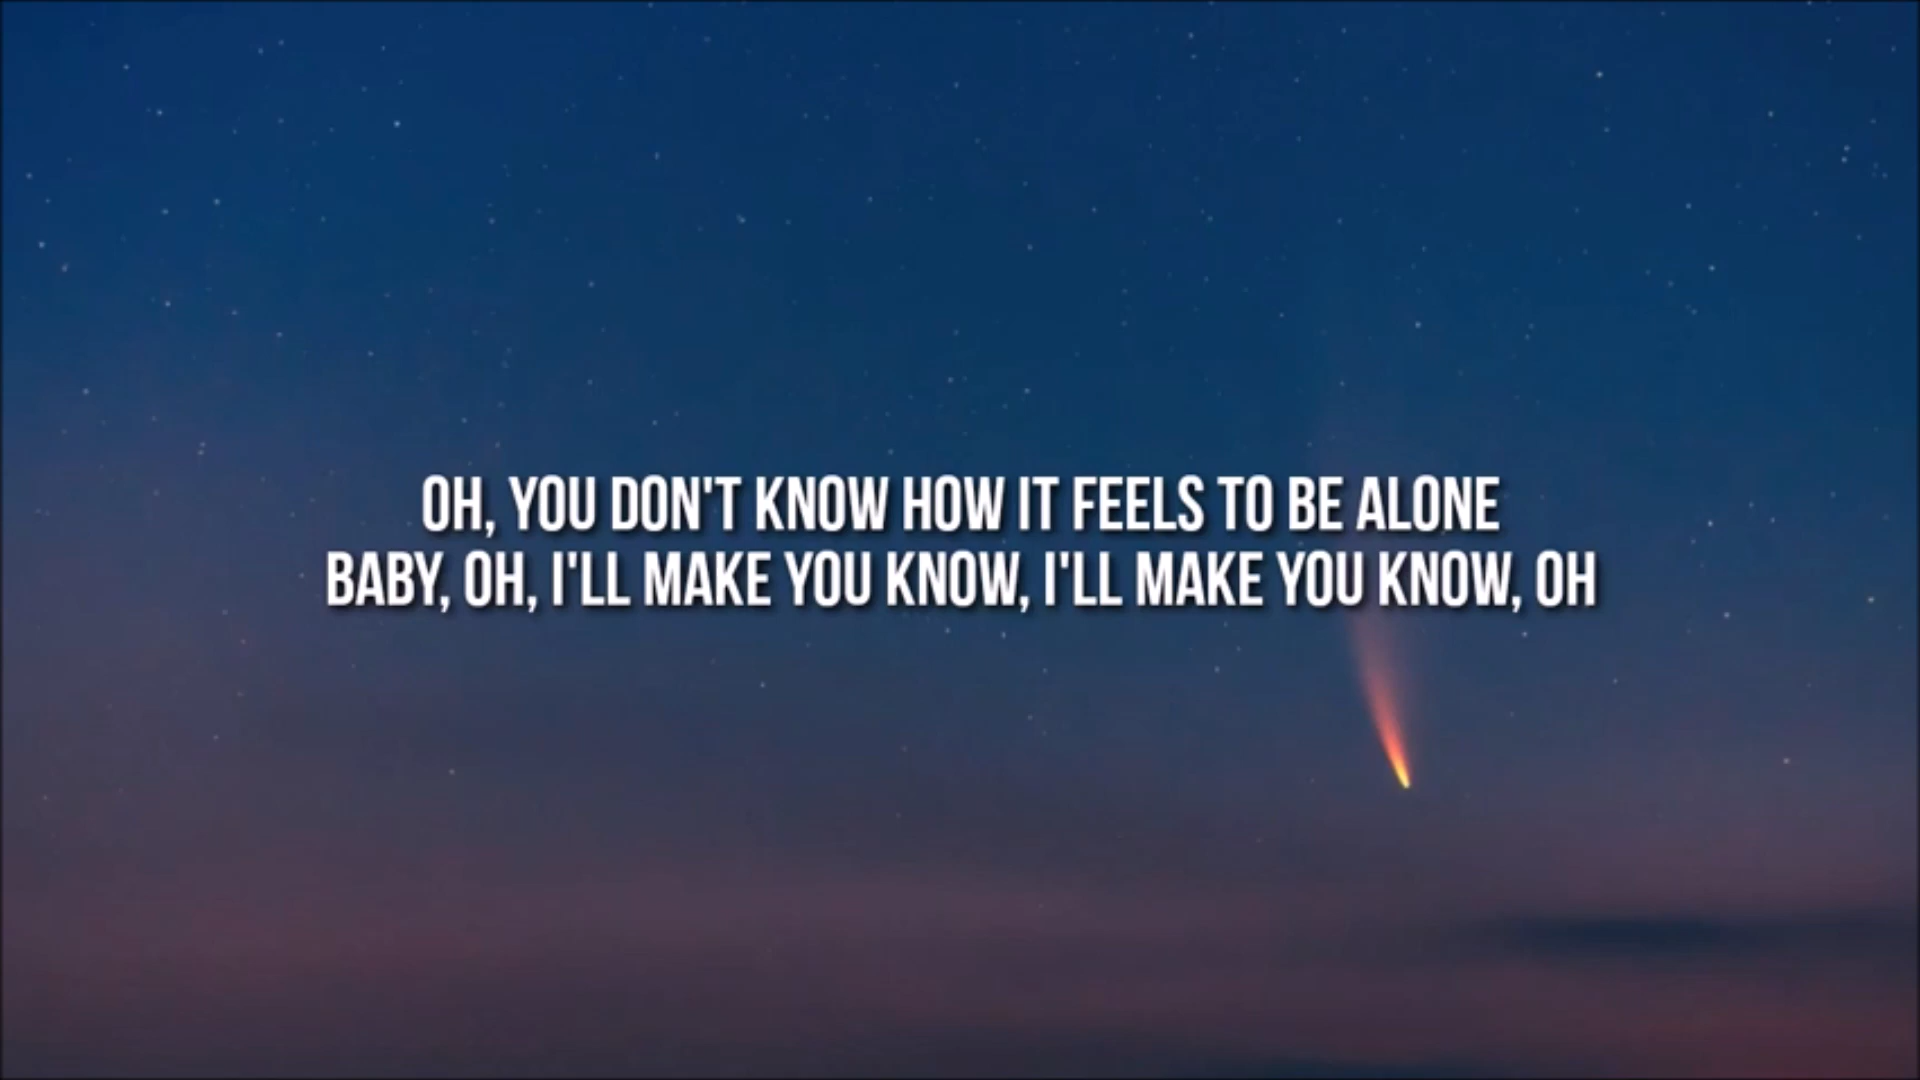 OH, YOU DON'T KNOW HOW IT FEELS TO BE ALONE
BABY, OH, I'LL MAKE YOU KNOW, I'LL MAKE YOU KNOW, OH